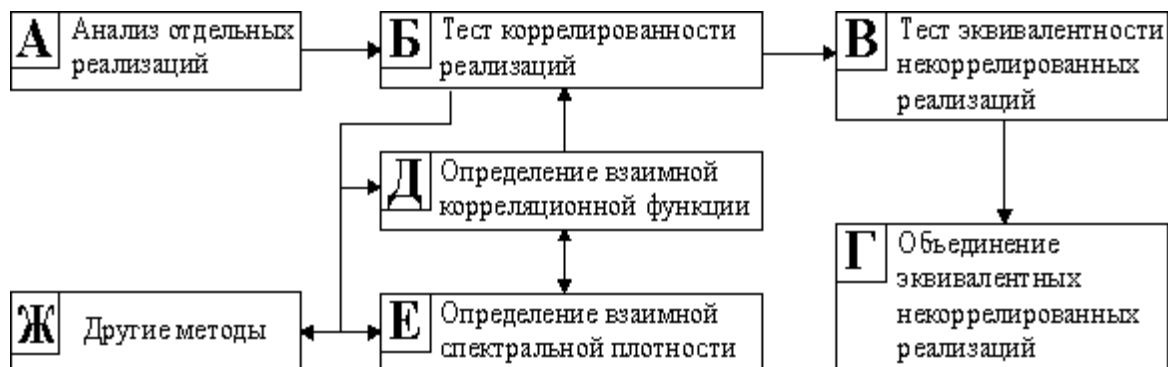 А
Анализ отдельных
реализаций
Б
Тест коррелированности
реализаций
В
Тест эквивалентности
некоррелированных
реализаций
Д
Определение взаимной
корреляционной функции
Г
Объединение
эквивалентных
некоррелированных
реализаций
Ж
Другие методы
Е
Определение взаимной
спектральной плотности